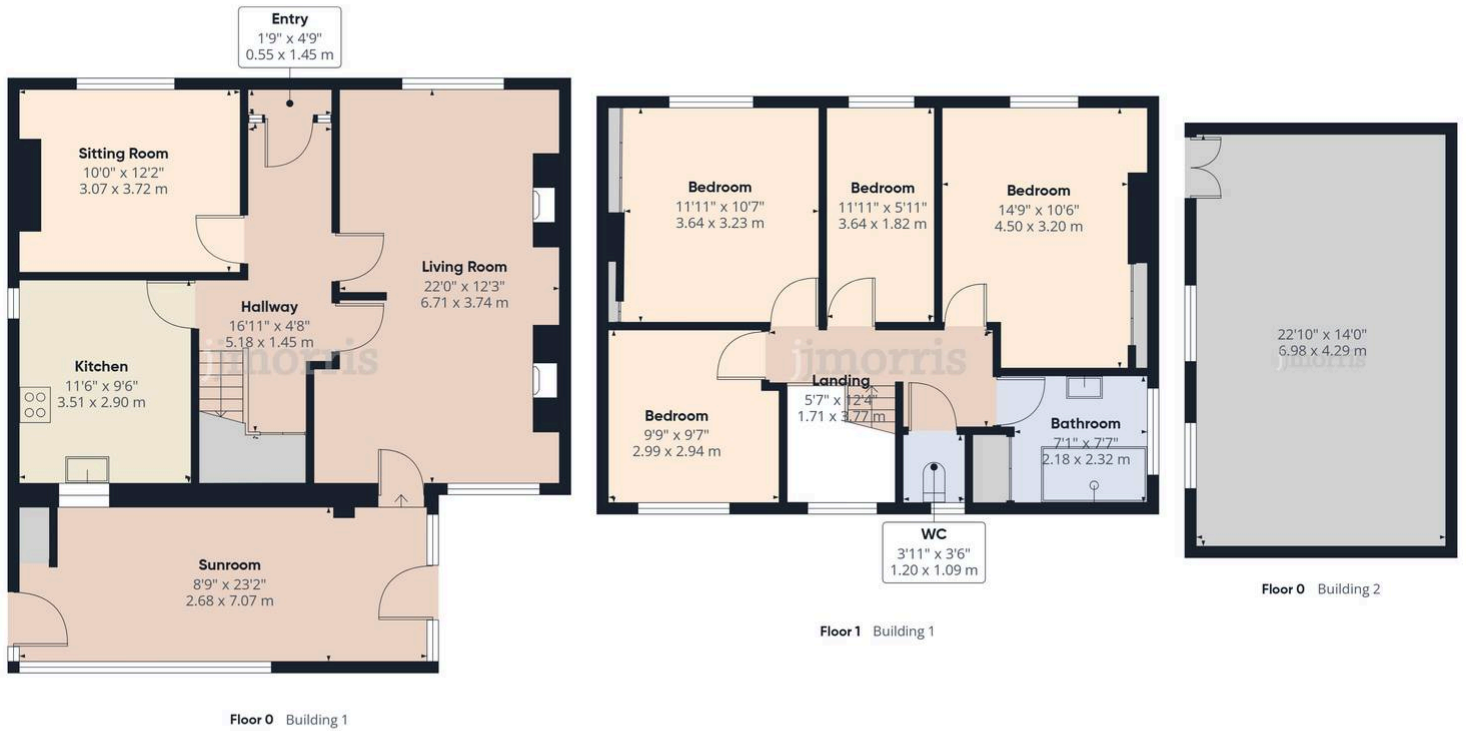 Entry
1'9" x 4'9"
0.55 x 1.45 m
Sitting Room
10'0" x 12'2"
3.07 x 3.72 m
Living Room
22'0" x 12'3"
6.71 x 3.74 m
Hallway
16'11" x 4'8"
5.18 x 1.45 m
jjmorris
Kitchen
11'6" x 9'6"
3.51 x 2.90 m
Sunroom
8'9" x 23'2"
2.68 x 7.07 m
Floor 0 Building 1
Bedroom
11'11" x 10'7"
3.64 x 3.23 m
Bedroom
11'11" x 5'11"
3.64 x 1.82 m
Bedroom
14'9" x 10'6"
4.50 x 3.20 m
jjmorris
Landing
5'7" x 12'4"
1.71 x 3.77 m
Bedroom
9'9" x 9'7"
2.99 x 2.94 m
Bathroom
7'1" x 7'7"
2.18 x 2.32 m
WC
3'11" x 3'6"
1.20 x 1.09 m
Floor 1 Building 1
22'10" x 14'0"
6.98 x 4.29 m
jjmorris
Floor 0 Building 2